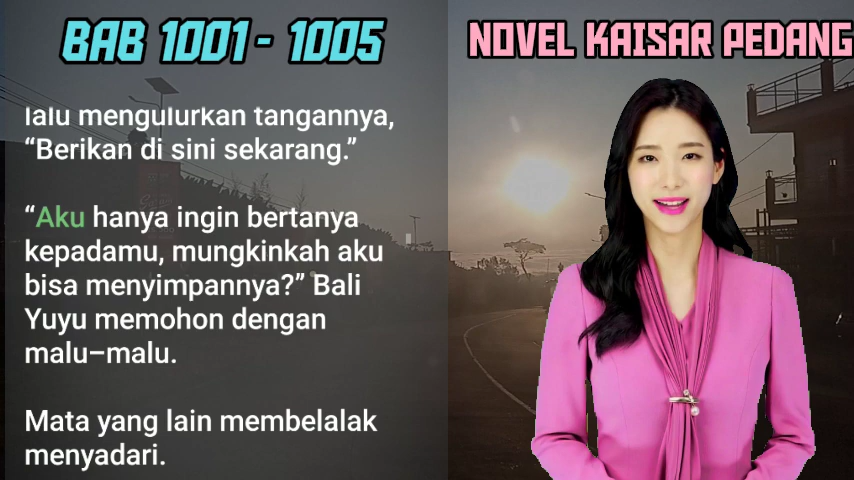 BAB 1001 - 1005
NOVEL KAISAR PEDANG
lalu mengulurkan tangannya,
“Berikan di sini sekarang.”
“Aku hanya ingin bertanya
kepadamu, mungkinkah aku
bisa menyimpannya?” Bali
Yuyu memohon dengan
malu–malu.
Mata yang lain membelalak
menyadari.